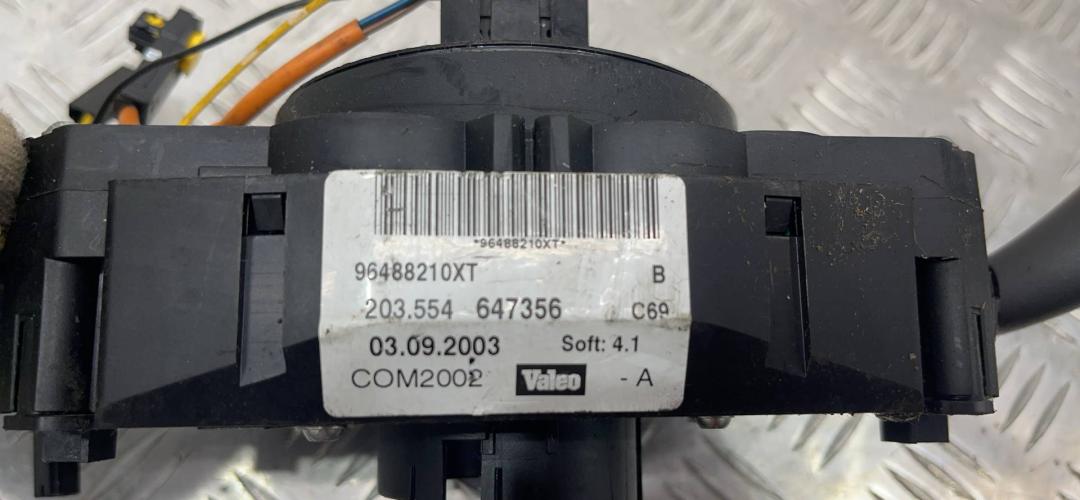 *96488210XT*
96488210XT B
203.554 647356 C69
03.09.2003 Soft: 4.1
COM2002 Valeo - A